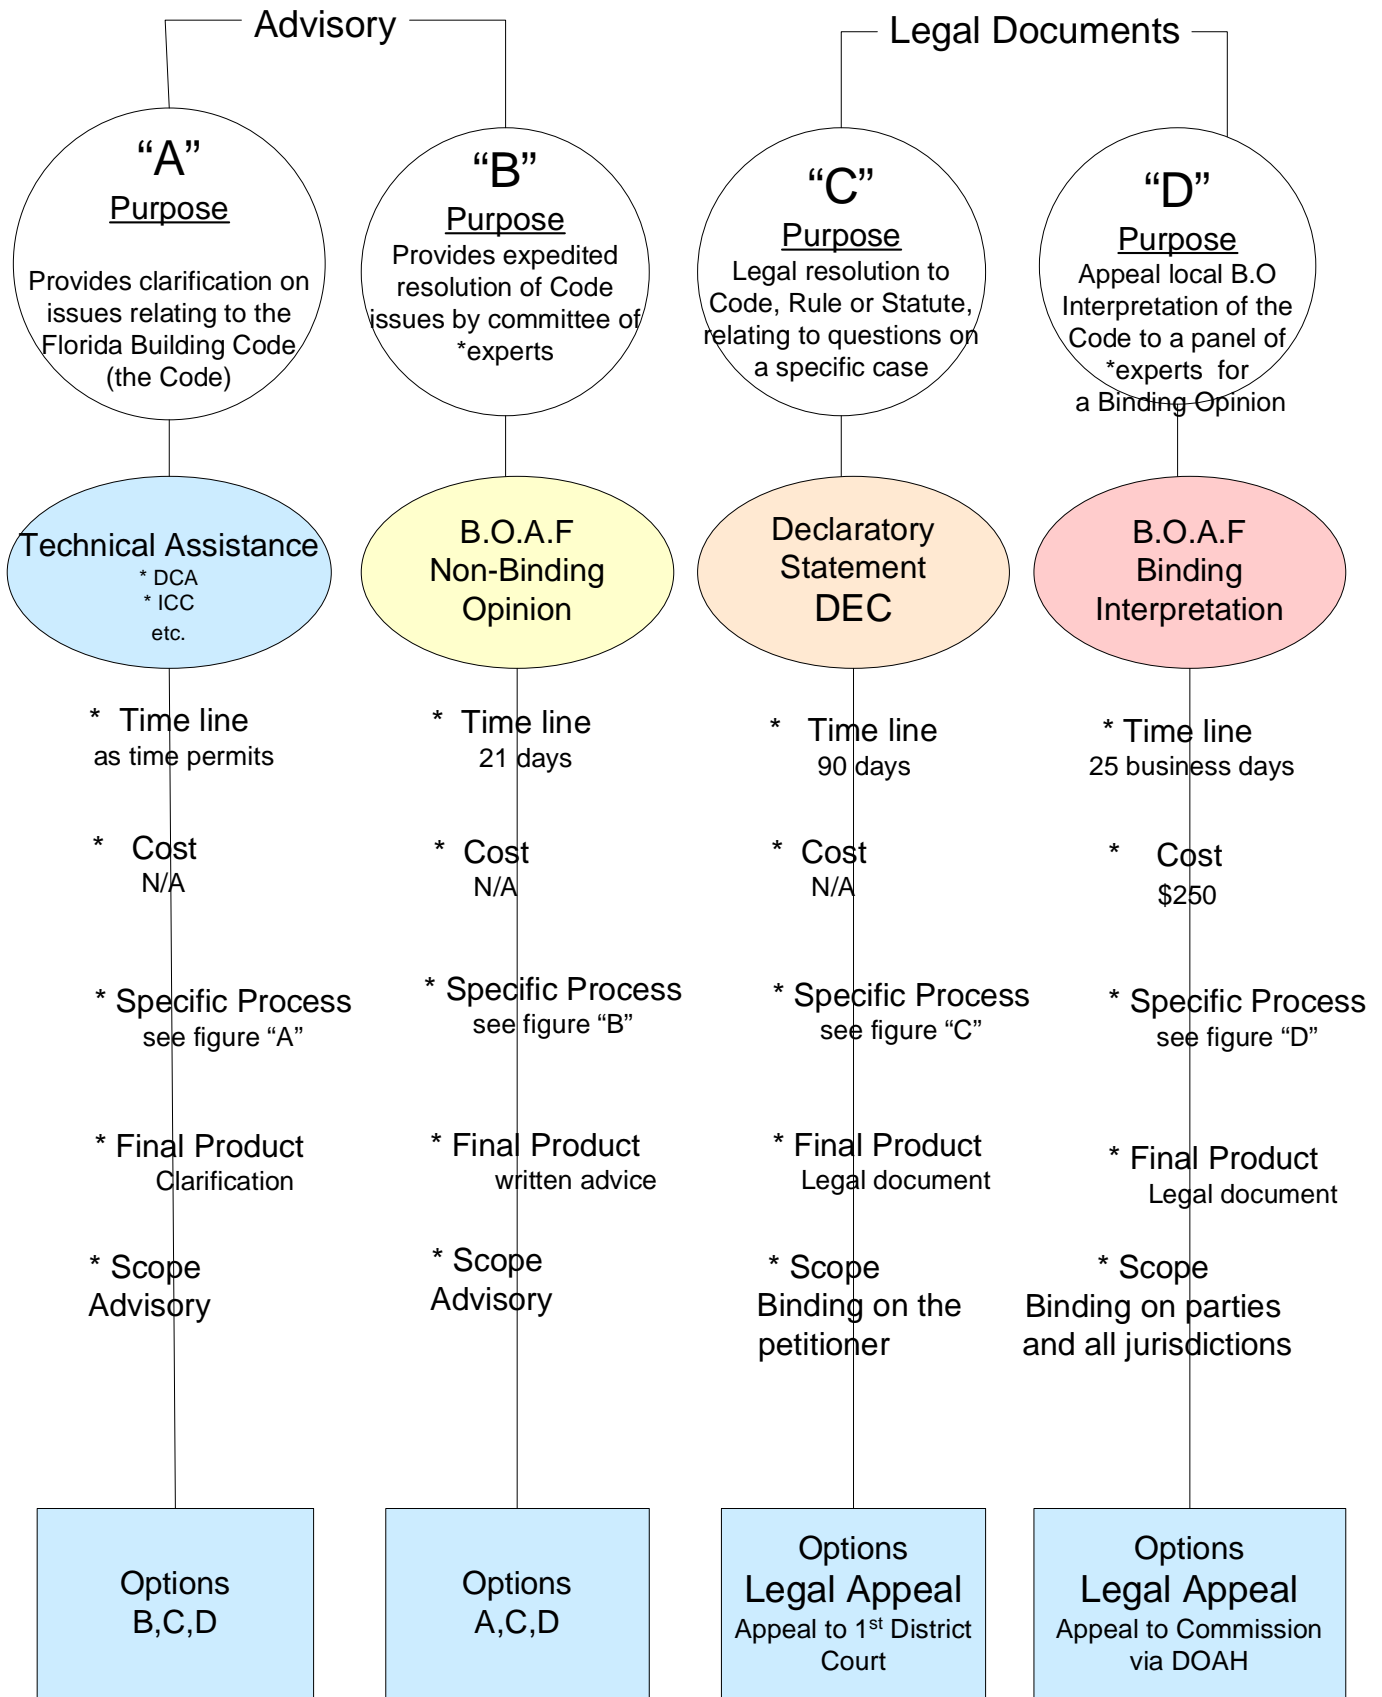 Advisory
Legal Documents
“A”
Purpose
Provides clarification on
issues relating to the
Florida Building Code
(the Code)
“B”
Purpose
Provides expedited
resolution of Code
issues by committee of
*experts
“C”
Purpose
Legal resolution to
Code, Rule or Statute,
relating to questions on
a specific case
“D”
Purpose
Appeal local B.O
Interpretation of the
Code to a panel of
*experts for
a Binding Opinion
Technical Assistance
* DCA
* ICC
etc.
B.O.A.F
Non-Binding
Opinion
Declaratory
Statement
DEC
B.O.A.F
Binding
Interpretation
* Time line
as time permits
* Time line
21 days
* Time line
90 days
* Time line
25 business days
* Cost
N/A
* Cost
N/A
* Cost
N/A
* Cost
$250
* Specific Process
see figure “A”
* Specific Process
see figure “B”
* Specific Process
see figure “C”
* Specific Process
see figure “D”
* Final Product
Clarification
* Final Product
written advice
* Final Product
Legal document
* Final Product
Legal document
* Scope
Advisory
* Scope
Advisory
* Scope
Binding on the
petitioner
* Scope
Binding on parties
and all jurisdictions
Options
B,C,D
Options
A,C,D
Options
Legal Appeal
Appeal to 1st District
Court
Options
Legal Appeal
Appeal to Commission
via DOAH